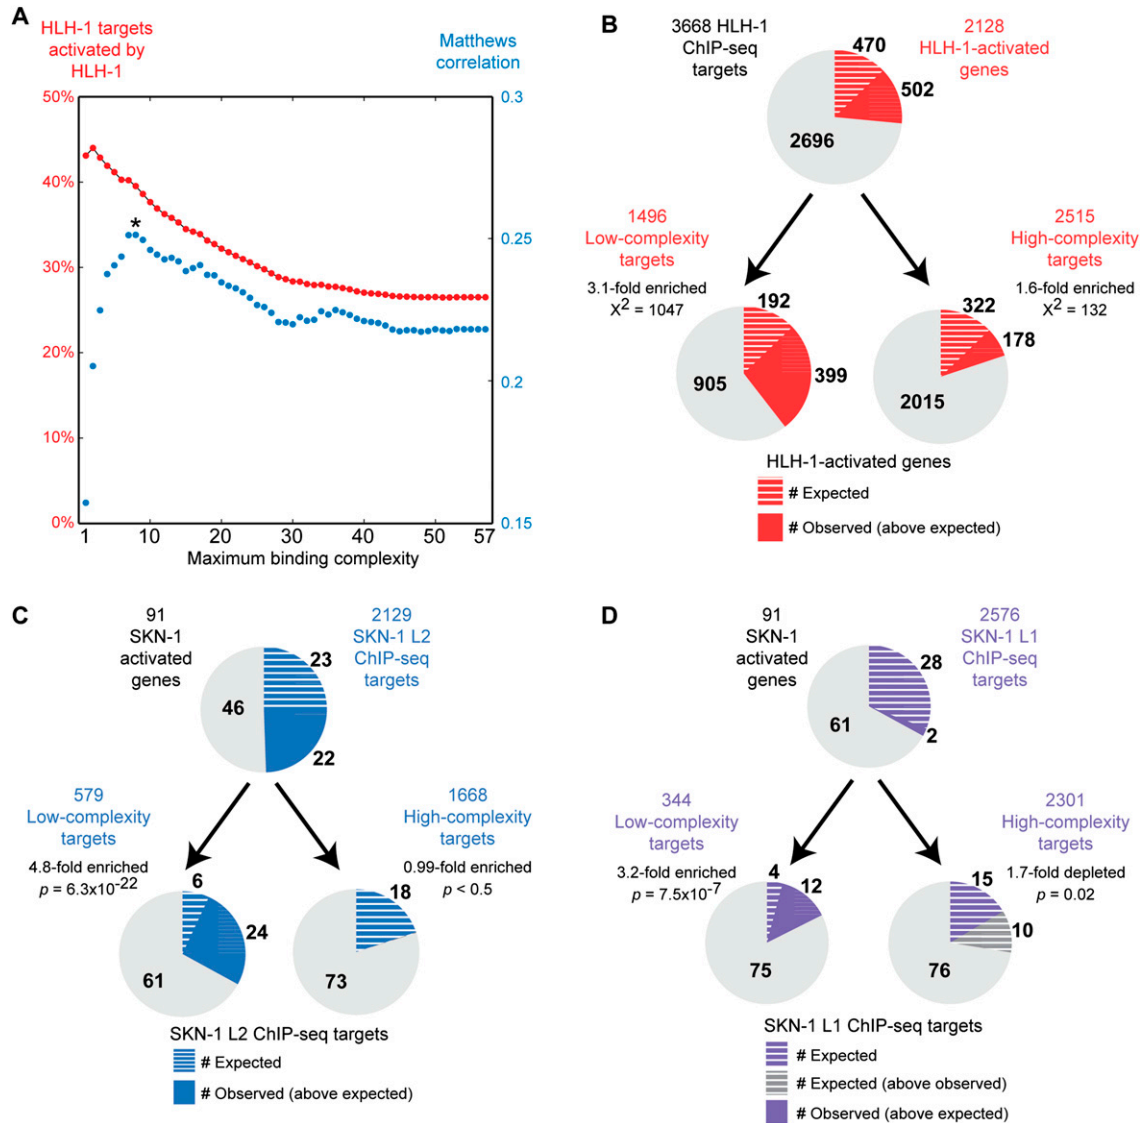 A
HLH-1 targets
activated by
HLH-1
Matthews
correlation
50%
40%
30%
20%
10%
0%
0.3
0.25
0.2
0.15
*
1
10
20
30
40
50
57
Maximum binding complexity
B
3668 HLH-1
ChIP-seq
targets
2128
HLH-1-activated
genes
470
502
2696
1496
Low-complexity
targets
3.1-fold enriched
X² = 1047
192
399
905
2515
High-complexity
targets
1.6-fold enriched
X² = 132
322
178
2015
HLH-1-activated genes
# Expected
# Observed (above expected)
C
91
SKN-1
activated
genes
2129
SKN-1 L2
ChIP-seq
targets
23
46
22
579
Low-complexity
targets
4.8-fold enriched
p = 6.3x10⁻²²
6
24
61
1668
High-complexity
targets
0.99-fold enriched
p < 0.5
18
73
SKN-1 L2 ChIP-seq targets
# Expected
# Observed (above expected)
D
91
SKN-1
activated
genes
2576
SKN-1 L1
ChIP-seq
targets
28
61
2
344
Low-complexity
targets
3.2-fold enriched
p = 7.5x10⁻⁷
4
12
75
2301
High-complexity
targets
1.7-fold depleted
p = 0.02
15
10
76
SKN-1 L1 ChIP-seq targets
# Expected
# Expected (above observed)
# Observed (above expected)